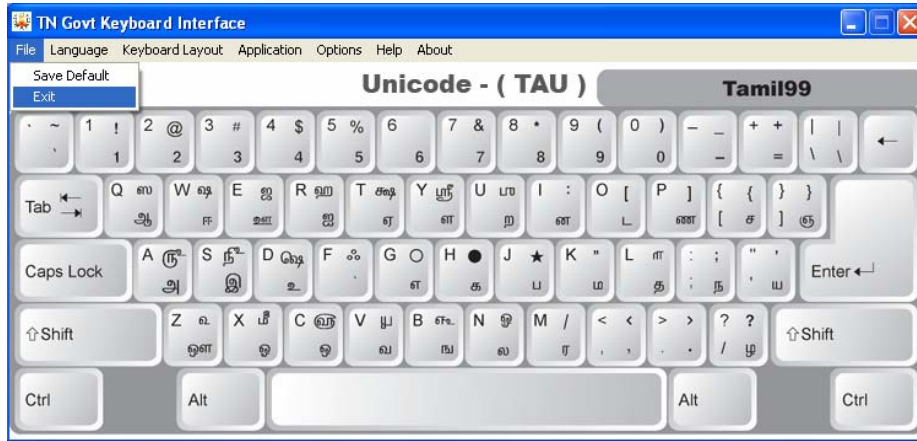 TN Govt Keyboard Interface
File Language Keyboard Layout Application Options Help About
Save Default
Exit
Unicode - ( TAU )
Tamil99
` ~ ` 1 ! 1 2 @ 2 3 # 3 4 $ 4 5 % 5 6 6 7 & 7 8 * 8 9 ( 9 0 ) 0 - _ - + + = | | \ \ ←
Tab Q ஸ ஆ W ஷ ஈ E ஜ ஊ R ஹ ஐ T க்ஷ ஏ Y ஸ்ரீ ள U ய ற I : ன O [ ட P ] ண { { [ ச } } ] ஞ
Caps Lock A ௹ அ S ௺ இ D ௸ உ F ஃ G எ H க J ★ ப K " ம L ௱ த : ; ; ந " ' ' ய Enter
Shift Z ௳ ஔ X ௴ ஓ C ௵ ஒ V ௶ வ B ௷ ங N ல M / ர < < , , > > . . ? ? / ழ Shift
Ctrl Alt Alt Ctrl